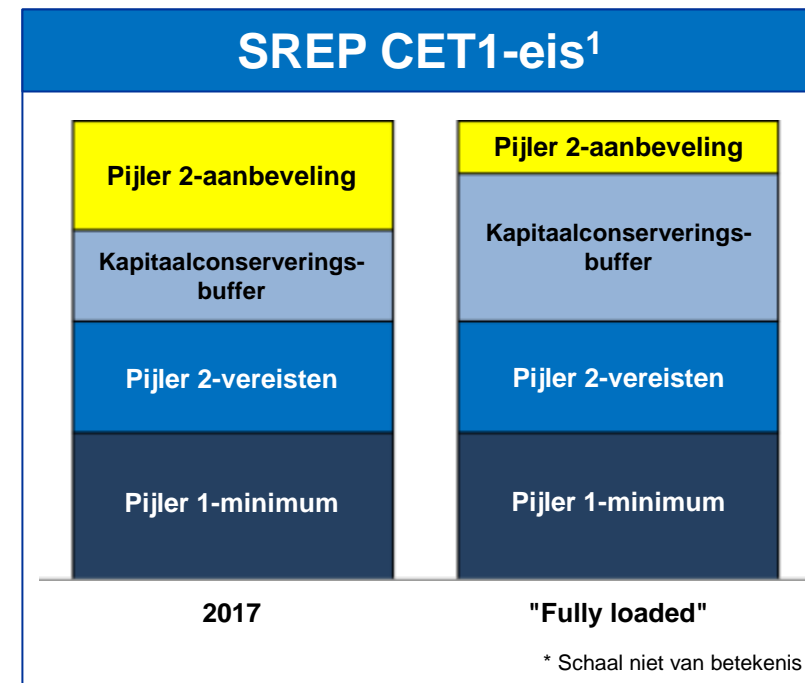 SREP CET1-eis¹
Pijler 2-aanbeveling
Kapitaalconserverings-
buffer
Pijler 2-vereisten
Pijler 1-minimum
Pijler 2-aanbeveling
Kapitaalconserverings-
buffer
Pijler 2-vereisten
Pijler 1-minimum
2017
"Fully loaded"
* Schaal niet van betekenis